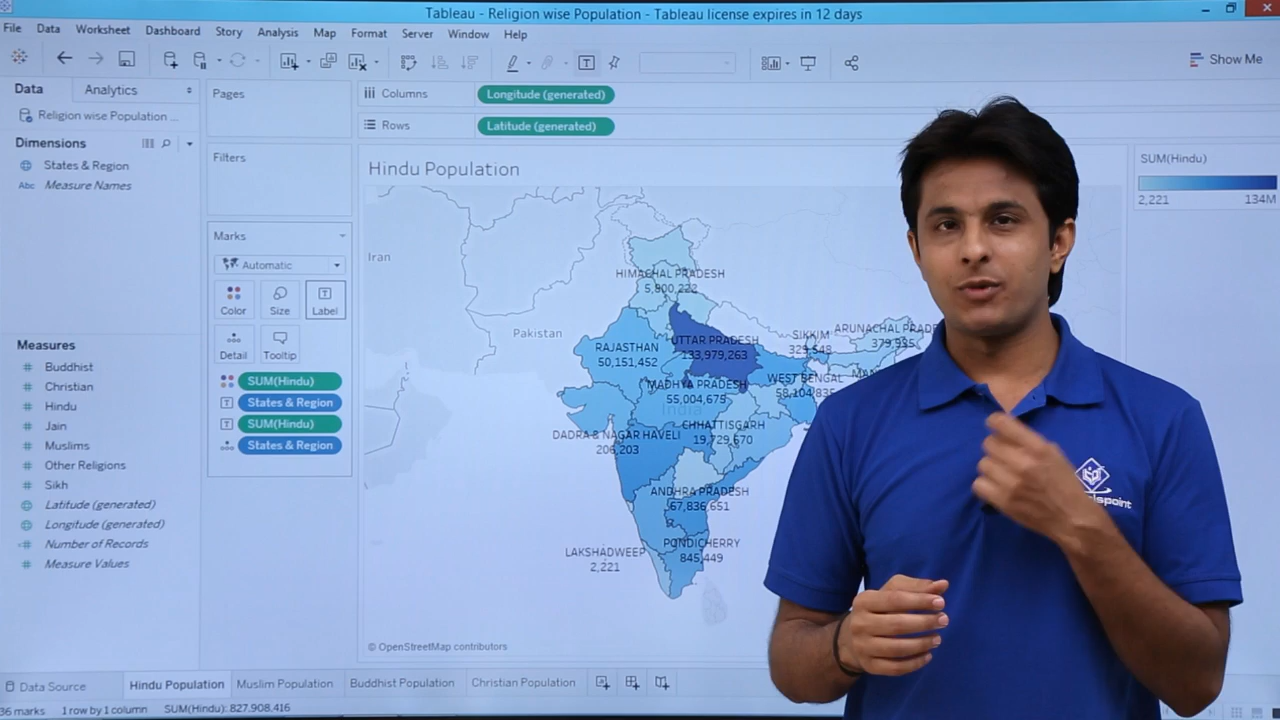 Tableau - Religion wise Population - Tableau license expires in 12 days
File Data Worksheet Dashboard Story Analysis Map Format Server Window Help
Show Me
Data Analytics
Religion wise Population ...
Dimensions
States & Region
Abc Measure Names
Measures
Buddhist
Christian
Hindu
Jain
Muslims
Other Religions
Sikh
Latitude (generated)
Longitude (generated)
Number of Records
Measure Values
Pages
Filters
Marks
Automatic
Color Size Label
Detail Tooltip
SUM(Hindu)
States & Region
SUM(Hindu)
States & Region
Columns Longitude (generated)
Rows Latitude (generated)
Hindu Population
Iran
Pakistan
India
HIMACHAL PRADESH
5,800,222
UTTAR PRADESH
133,979,263
RAJASTHAN
50,151,452
SIKKIM
329,548
ARUNACHAL PRADE
379,935
MADHYA PRADESH
55,004,675
WEST BENGAL
58,104,835
MAN
CHHATTISGARH
19,729,670
DADRA & NAGAR HAVELI
206,203
ANDHRA PRADESH
67,836,651
LAKSHADWEEP
2,221
PONDICHERRY
845,449
© OpenStreetMap contributors
SUM(Hindu)
2,221 134M
Data Source Hindu Population Muslim Population Buddhist Population Christian Population
36 marks 1 row by 1 column SUM(Hindu): 827,908,416